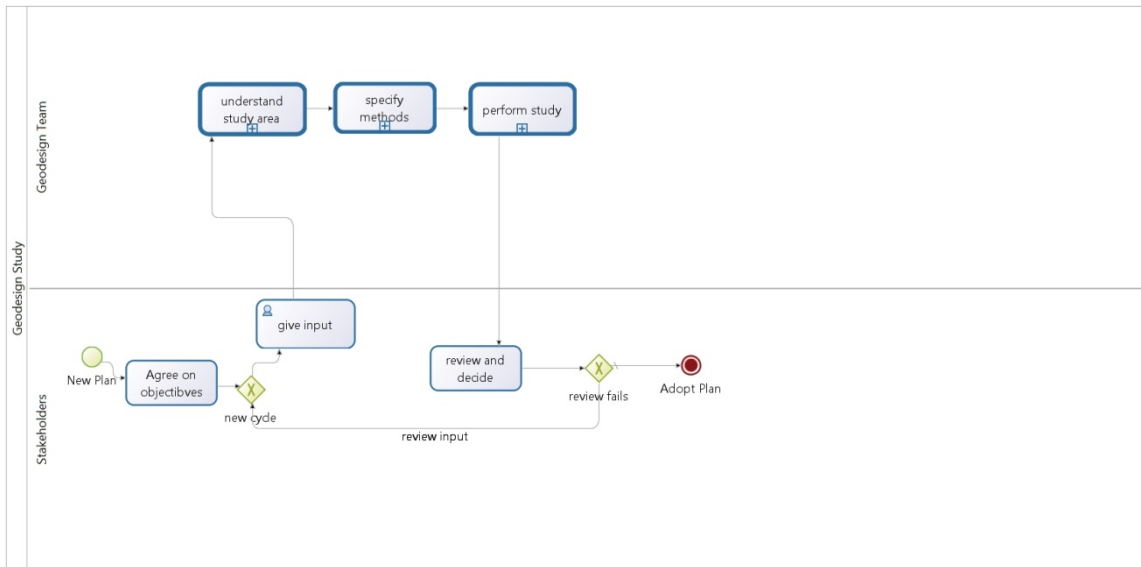 Geodesign Study
Geodesign Team
understand
study area
specify
methods
perform study
Stakeholders
New Plan
Agree on
objectibves
new cycle
give input
review and
decide
review fails
Adopt Plan
review input